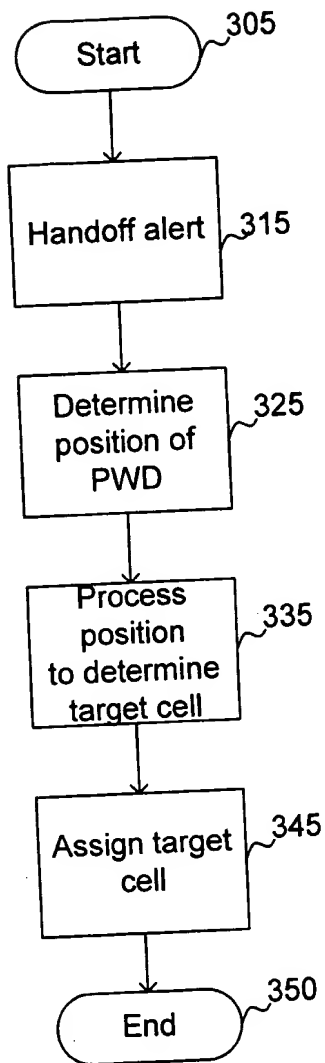 Start
305
Handoff alert
315
Determine
position of
PWD
325
Process
position
to determine
target cell
335
Assign target
cell
345
End
350